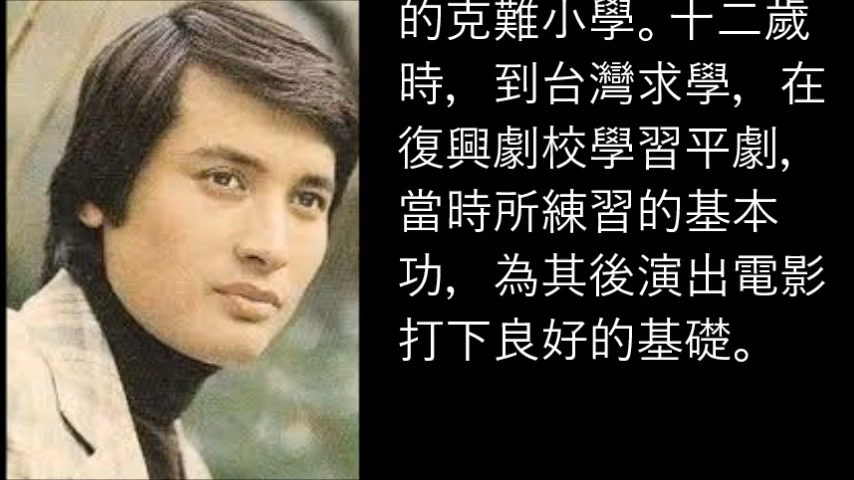 的克難小學。十二歲
時，到台灣求學，在
復興劇校學習平劇，
當時所練習的基本
功，為其後演出電影
打下良好的基礎。